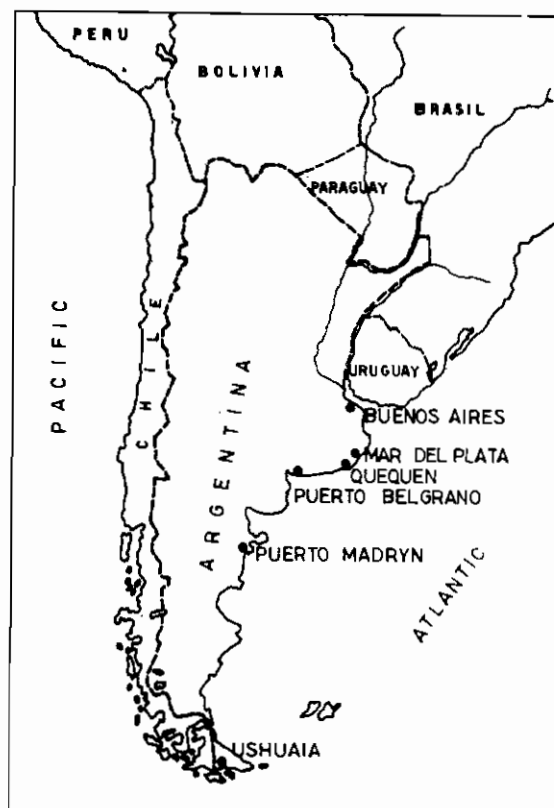 PERU
BOLIVIA
BRASIL
PARAGUAY
CHILE
PACIFIC
URUGUAY
ARGENTINA
BUENOS AIRES
MAR DEL PLATA
QUEQUEN
PUERTO BELGRANO
PUERTO MADRYN
ATLANTIC
USHUAIA